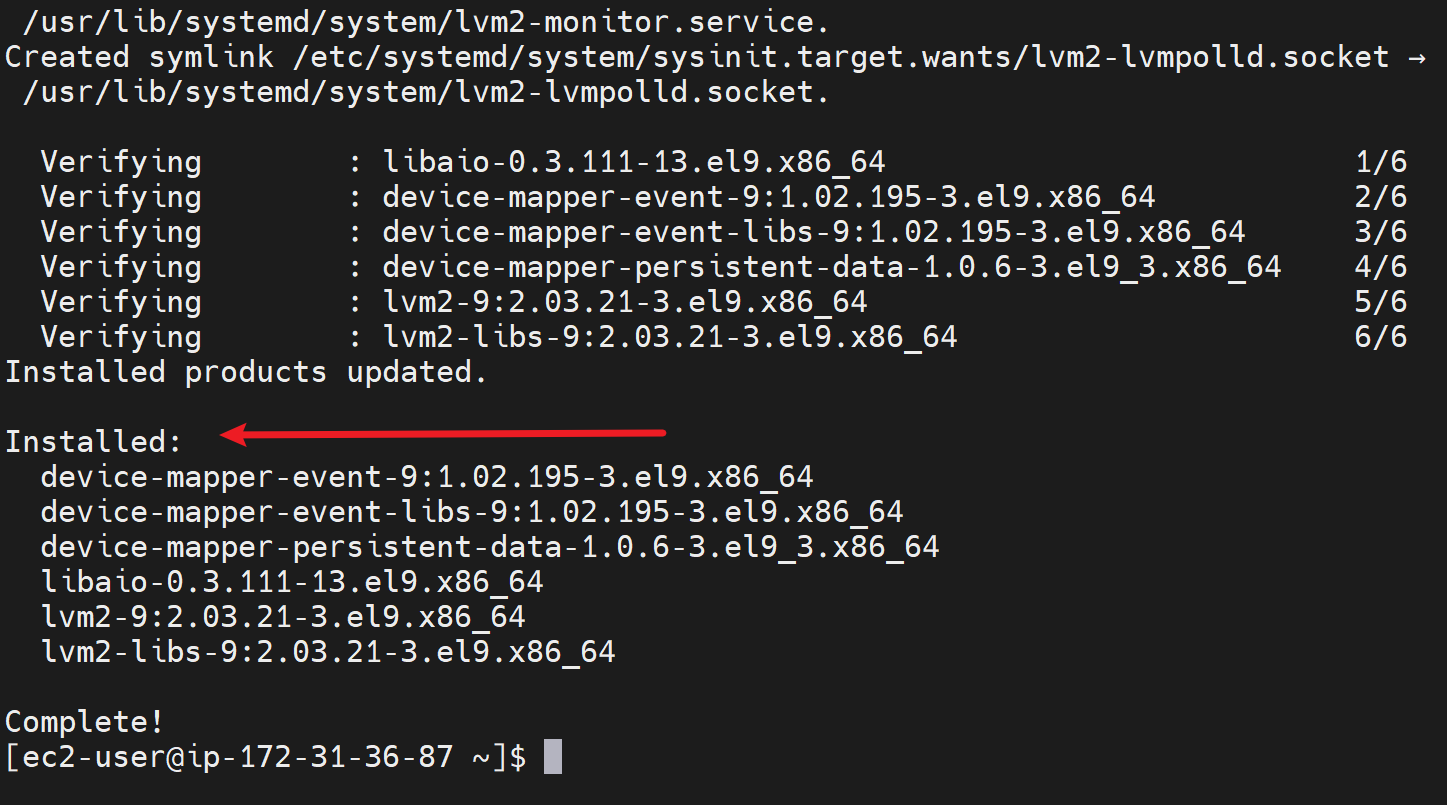 /usr/lib/systemd/system/lvm2-monitor.service.
Created symlink /etc/systemd/system/sysinit.target.wants/lvm2-lvmpolld.socket →
/usr/lib/systemd/system/lvm2-lvmpolld.socket.
Verifying : libaio-0.3.111-13.el9.x86_64 1/6
Verifying : device-mapper-event-9:1.02.195-3.el9.x86_64 2/6
Verifying : device-mapper-event-libs-9:1.02.195-3.el9.x86_64 3/6
Verifying : device-mapper-persistent-data-1.0.6-3.el9_3.x86_64 4/6
Verifying : lvm2-9:2.03.21-3.el9.x86_64 5/6
Verifying : lvm2-libs-9:2.03.21-3.el9.x86_64 6/6
Installed products updated.
Installed:
device-mapper-event-9:1.02.195-3.el9.x86_64
device-mapper-event-libs-9:1.02.195-3.el9.x86_64
device-mapper-persistent-data-1.0.6-3.el9_3.x86_64
libaio-0.3.111-13.el9.x86_64
lvm2-9:2.03.21-3.el9.x86_64
lvm2-libs-9:2.03.21-3.el9.x86_64
Complete!
[ec2-user@ip-172-31-36-87 ~]$